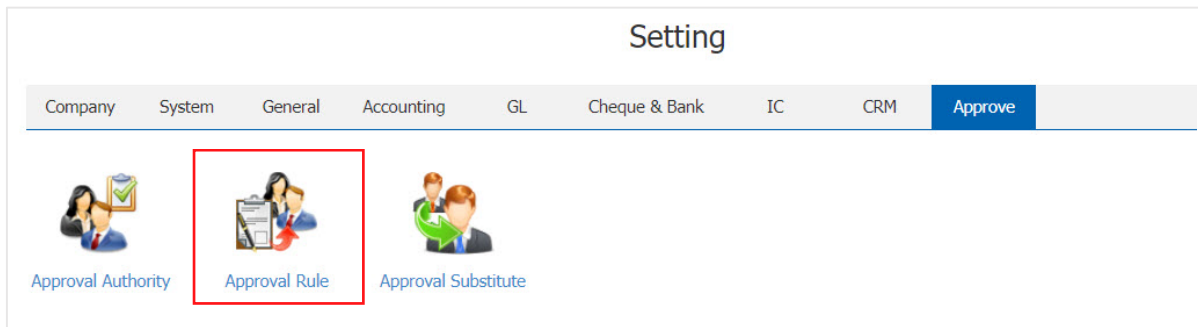 Setting
Company System General Accounting GL Cheque & Bank IC CRM Approve
Approval Authority Approval Rule Approval Substitute